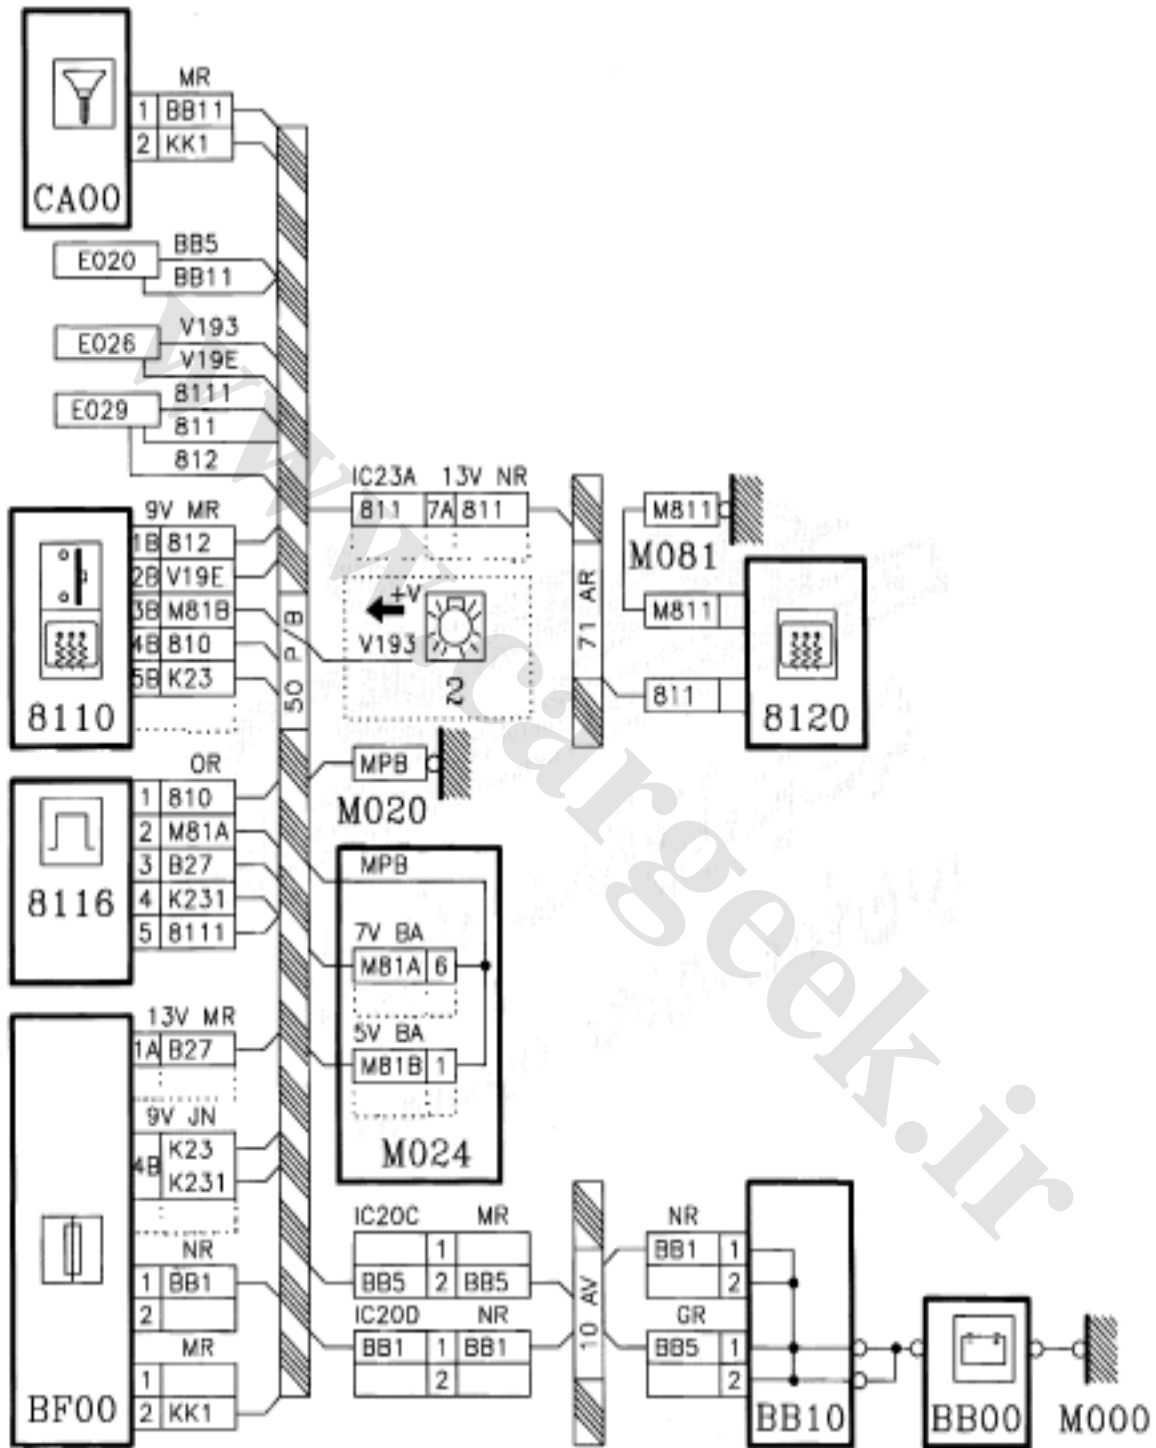 MR
1 BB11
2 KK1
CA00
E020
BB5
BB11
E026
V193
V19E
E029
8111
811
812
9V MR
1B 812
2B V19E
3B M81B
4B 810
5B K23
8110
OR
1 810
2 M81A
3 B27
4 K231
5 8111
8116
13V MR
1A B27
9V JN
4B K23
K231
NR
1 BB1
2
MR
1
2 KK1
BF00
50 P B
IC23A 13V NR
811 7A 811
+V
V193
2
MPB
M020
MPB
7V BA
M81A 6
5V BA
M81B 1
M024
71 AR
M811
M081
M811
811
8120
IC20C MR
1
BB5 2 BB5
IC20D NR
BB1 1 BB1
2
10 AV
NR
BB1 1
2
GR
BB5 1
2
BB10
BB00
M000
www.cargeek.ir